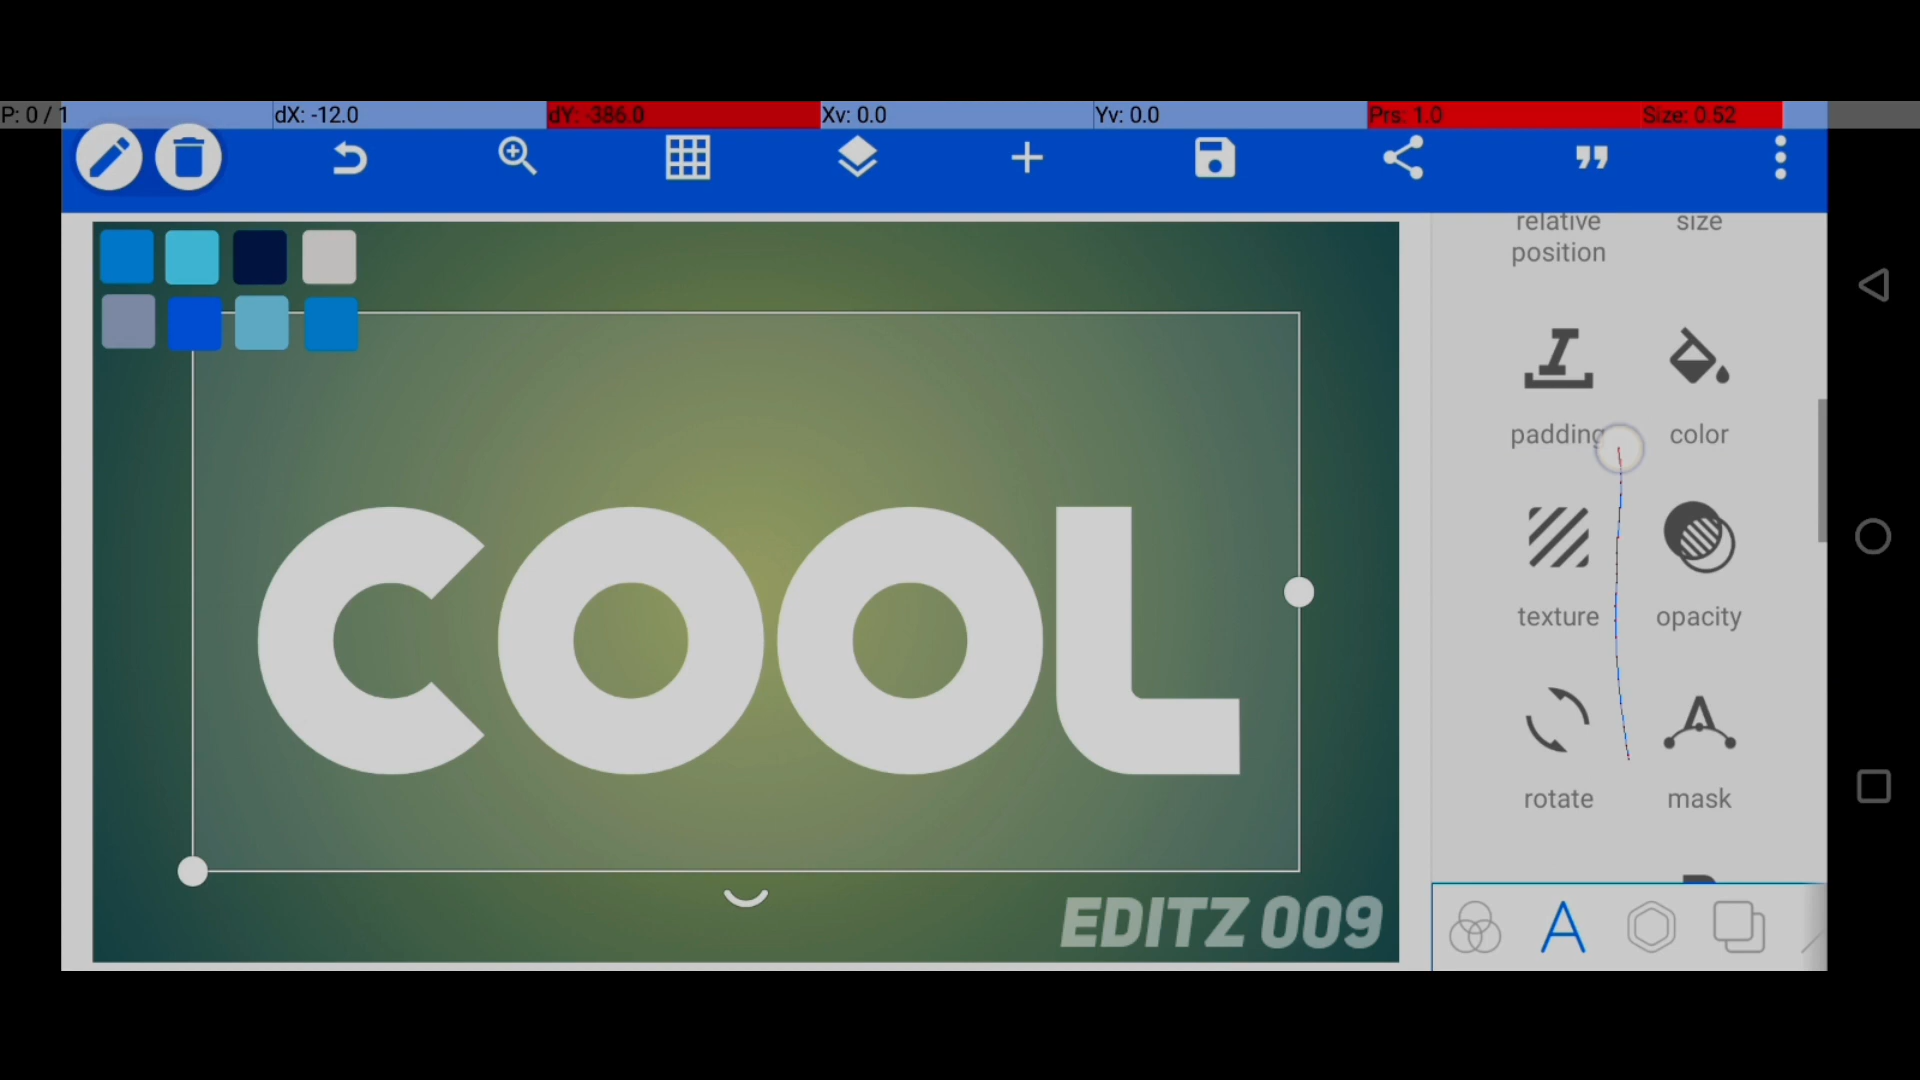 P: 0 / 1
dX: -12.0
dY: -386.0
Xv: 0.0
Yv: 0.0
Prs: 1.0
Size: 0.52
relative position
size
padding
color
texture
opacity
rotate
mask
COOL
EDITZ 009